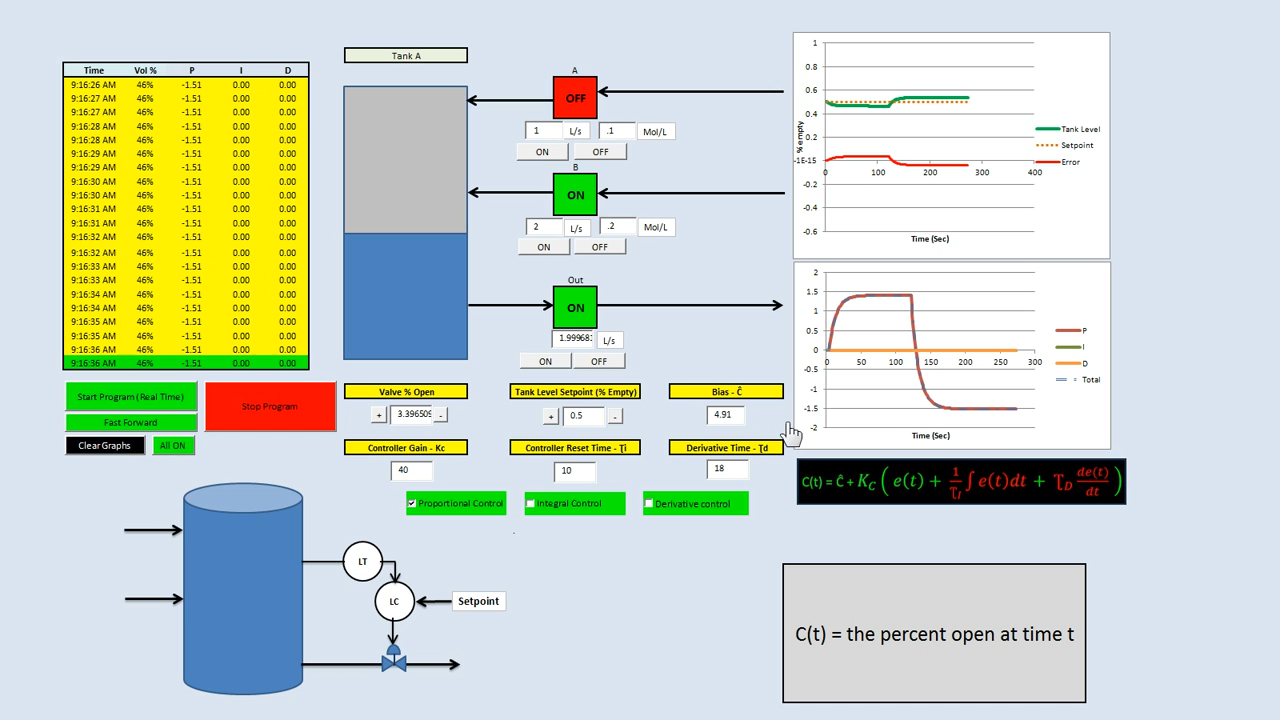 Time Vol % P I D
9:16:26 AM 46% -1.51 0.00 0.00
9:16:27 AM 46% -1.51 0.00 0.00
9:16:27 AM 46% -1.51 0.00 0.00
9:16:28 AM 46% -1.51 0.00 0.00
9:16:28 AM 46% -1.51 0.00 0.00
9:16:29 AM 46% -1.51 0.00 0.00
9:16:29 AM 46% -1.51 0.00 0.00
9:16:30 AM 46% -1.51 0.00 0.00
9:16:30 AM 46% -1.51 0.00 0.00
9:16:31 AM 46% -1.51 0.00 0.00
9:16:31 AM 46% -1.51 0.00 0.00
9:16:32 AM 46% -1.51 0.00 0.00
9:16:32 AM 46% -1.51 0.00 0.00
9:16:33 AM 46% -1.51 0.00 0.00
9:16:33 AM 46% -1.51 0.00 0.00
9:16:34 AM 46% -1.51 0.00 0.00
9:16:34 AM 46% -1.51 0.00 0.00
9:16:35 AM 46% -1.51 0.00 0.00
9:16:35 AM 46% -1.51 0.00 0.00
9:16:36 AM 46% -1.51 0.00 0.00
9:16:36 AM 46% -1.51 0.00 0.00
Start Program (Real Time)
Fast Forward
Clear Graphs All ON
Stop Program
Tank A
A
OFF
1 L/s .1 Mol/L
ON OFF
B
ON
2 L/s .2 Mol/L
ON OFF
Out
ON
1.99968 L/s
ON OFF
Valve % Open Tank Level Setpoint (% Empty) Bias - Ĉ
+ 3.39650 - + 0.5 - 4.91
Controller Gain - Kc Controller Reset Time - Ʈi Derivative Time - Ʈd
40 10 18
Proportional Control Integral Control Derivative control
1
0.8
0.6
0.4
0.2
-1E-15
-0.2
-0.4
-0.6
0 100 200 300 400
% empty
Time (Sec)
Tank Level
Setpoint
Error
2
1.5
1
0.5
0
-0.5
-1
-1.5
-2
0 50 100 150 200 250 300
Time (Sec)
P
I
D
Total
C(t) = Ĉ + K_C ( e(t) + 1/Ʈ_I ∫ e(t)dt + Ʈ_D de(t)/dt )
LT
LC
Setpoint
C(t) = the percent open at time t